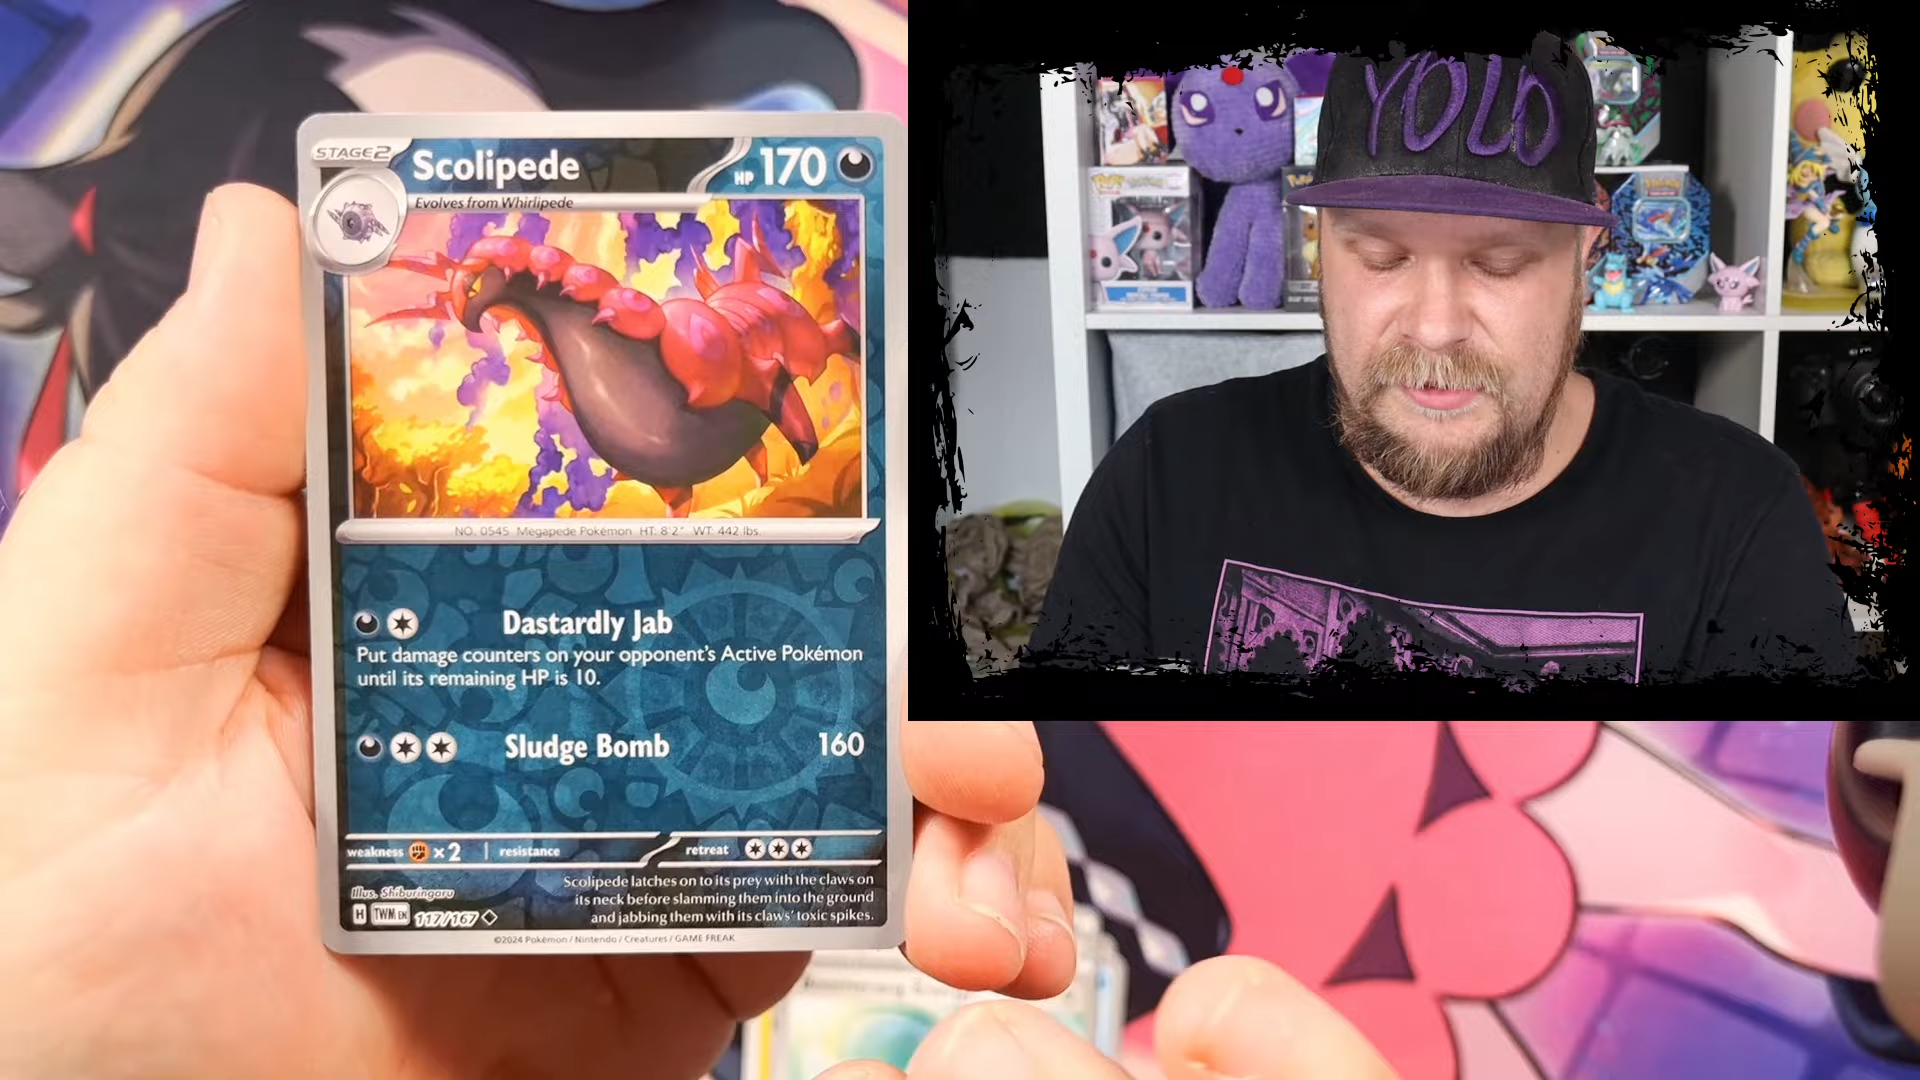 STAGE2
Scolipede
HP 170
Evolves from Whirlipede
NO. 0545 Megapede Pokémon HT: 8'2" WT: 442 lbs.
Dastardly Jab
Put damage counters on your opponent's Active Pokémon
until its remaining HP is 10.
Sludge Bomb 160
weakness ×2 resistance retreat
Illus. Shiburingaru
Scolipede latches on to its prey with the claws on
its neck before slamming them into the ground
and jabbing them with its claws' toxic spikes.
H TWM EN 117/167
©2024 Pokémon / Nintendo / Creatures / GAME FREAK
YOLO